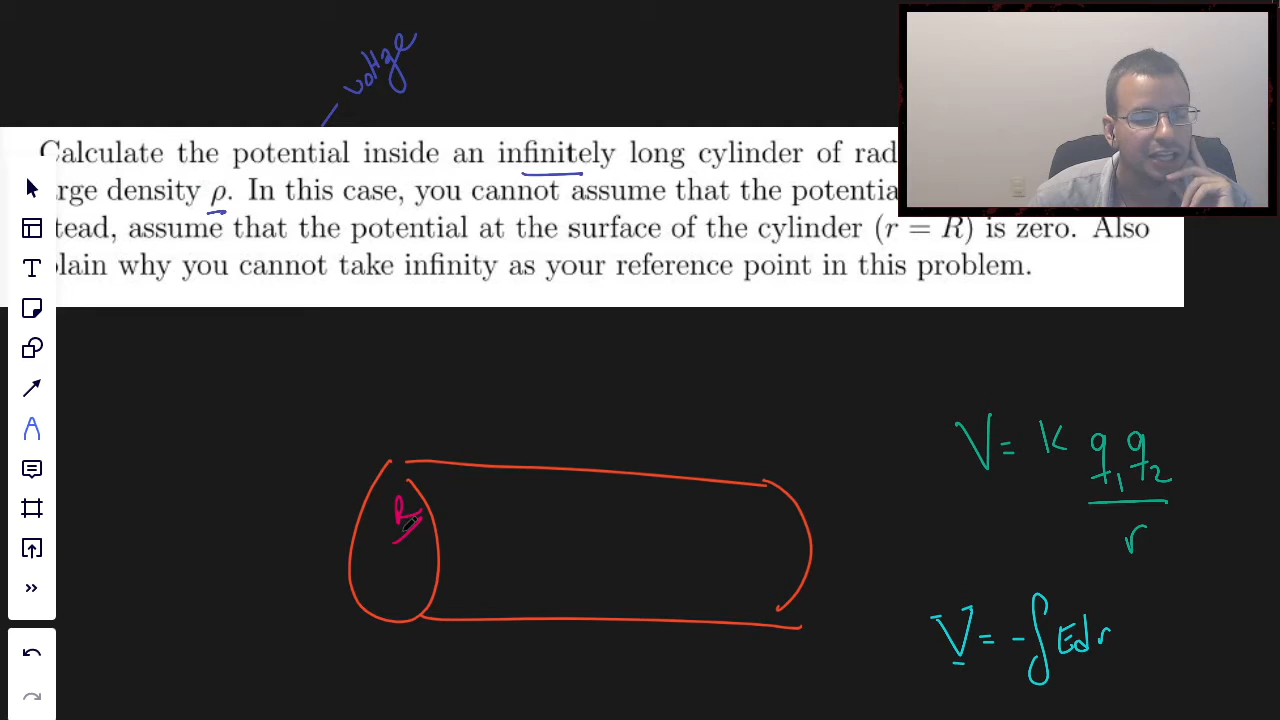 voltge
Calculate the potential inside an infinitely long cylinder of rad
rge density ρ. In this case, you cannot assume that the potentia
tead, assume that the potential at the surface of the cylinder (r = R) is zero. Also
lain why you cannot take infinity as your reference point in this problem.
R
V = K q₁q₂
r
V = -∫Edr